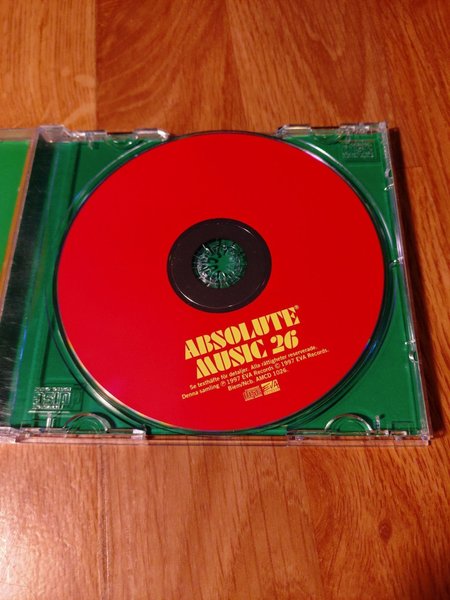 ABSOLUTE®
MUSIC 26
Se texthäfte för detaljer. Alla rättigheter reserverade.
Denna samling ℗ 1997 EVA Records © 1997 EVA Records.
Biem/Ncb. AMCD 1026.